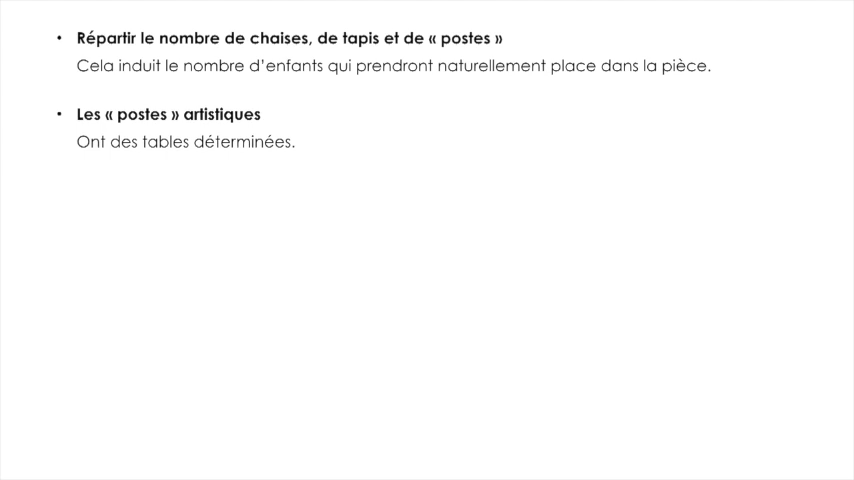 • Répartir le nombre de chaises, de tapis et de « postes »
Cela induit le nombre d’enfants qui prendront naturellement place dans la pièce.
• Les « postes » artistiques
Ont des tables déterminées.